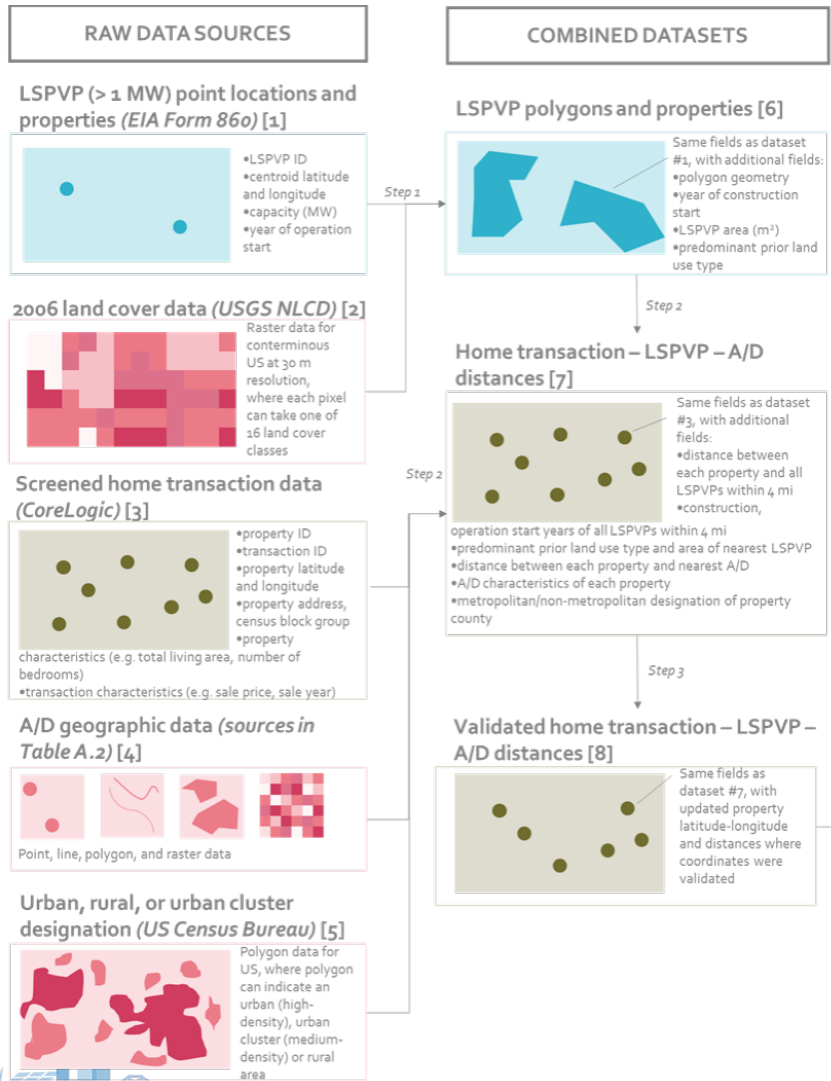 RAW DATA SOURCES
LSPVP (> 1 MW) point locations and
properties (EIA Form 860) [1]
•LSPVP ID
•centroid latitude
and longitude
•capacity (MW)
•year of operation
start
2006 land cover data (USGS NLCD) [2]
Raster data for
conterminous
US at 30 m
resolution,
where each pixel
can take one of
16 land cover
classes
Screened home transaction data
(CoreLogic) [3]
•property ID
•transaction ID
•property latitude
and longitude
•property address,
census block group
•property
characteristics (e.g. total living area, number of
bedrooms)
•transaction characteristics (e.g. sale price, sale year)
A/D geographic data (sources in
Table A.2) [4]
Point, line, polygon, and raster data
Urban, rural, or urban cluster
designation (US Census Bureau) [5]
Polygon data for
US, where polygon
can indicate an
urban (high-
density), urban
cluster (medium-
density) or rural
area
Step 1
Step 2
COMBINED DATASETS
LSPVP polygons and properties [6]
Same fields as dataset
#1, with additional fields:
•polygon geometry
•year of construction
start
•LSPVP area (m²)
•predominant prior land
use type
Step 2
Home transaction – LSPVP – A/D
distances [7]
Same fields as dataset
#3, with additional
fields:
•distance between
each property and all
LSPVPs within 4 mi
•construction,
operation start years of all LSPVPs within 4 mi
•predominant prior land use type and area of nearest LSPVP
•distance between each property and nearest A/D
•A/D characteristics of each property
•metropolitan/non-metropolitan designation of property
county
Step 3
Validated home transaction – LSPVP –
A/D distances [8]
Same fields as
dataset #7, with
updated property
latitude-longitude
and distances where
coordinates were
validated